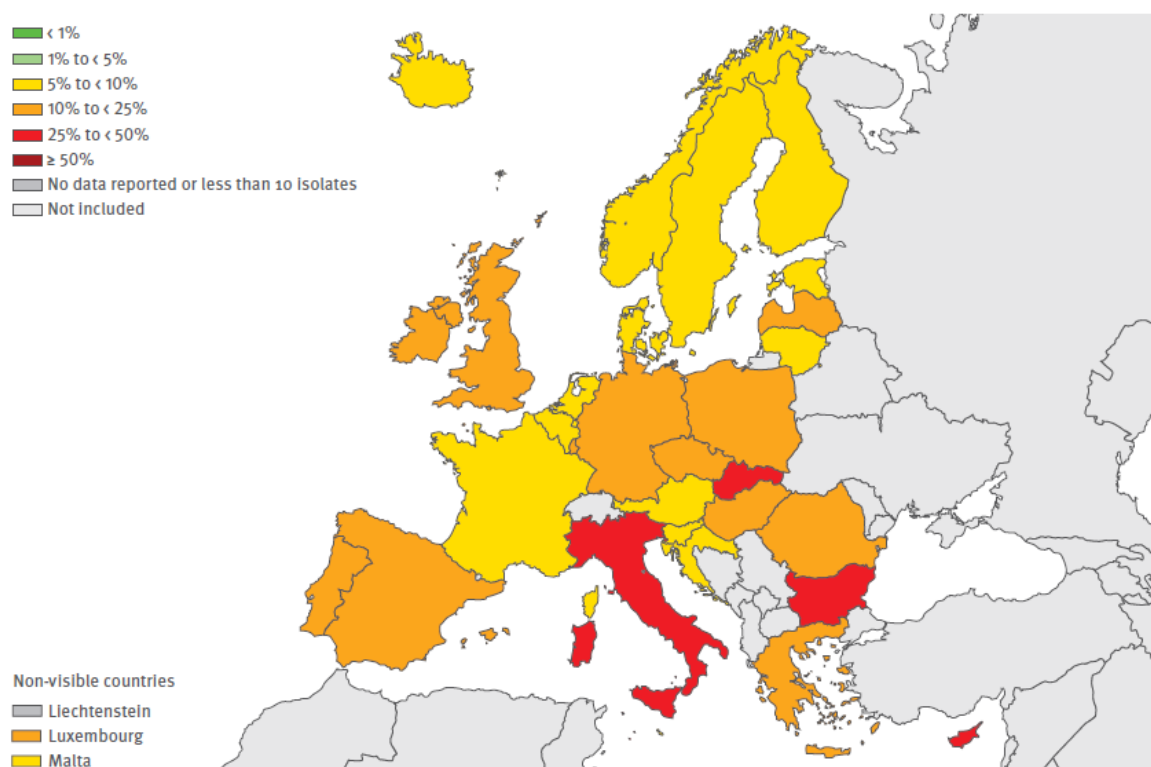 < 1%
1% to < 5%
5% to < 10%
10% to < 25%
25% to < 50%
≥ 50%
No data reported or less than 10 isolates
Not included
Non-visible countries
Liechtenstein
Luxembourg
Malta